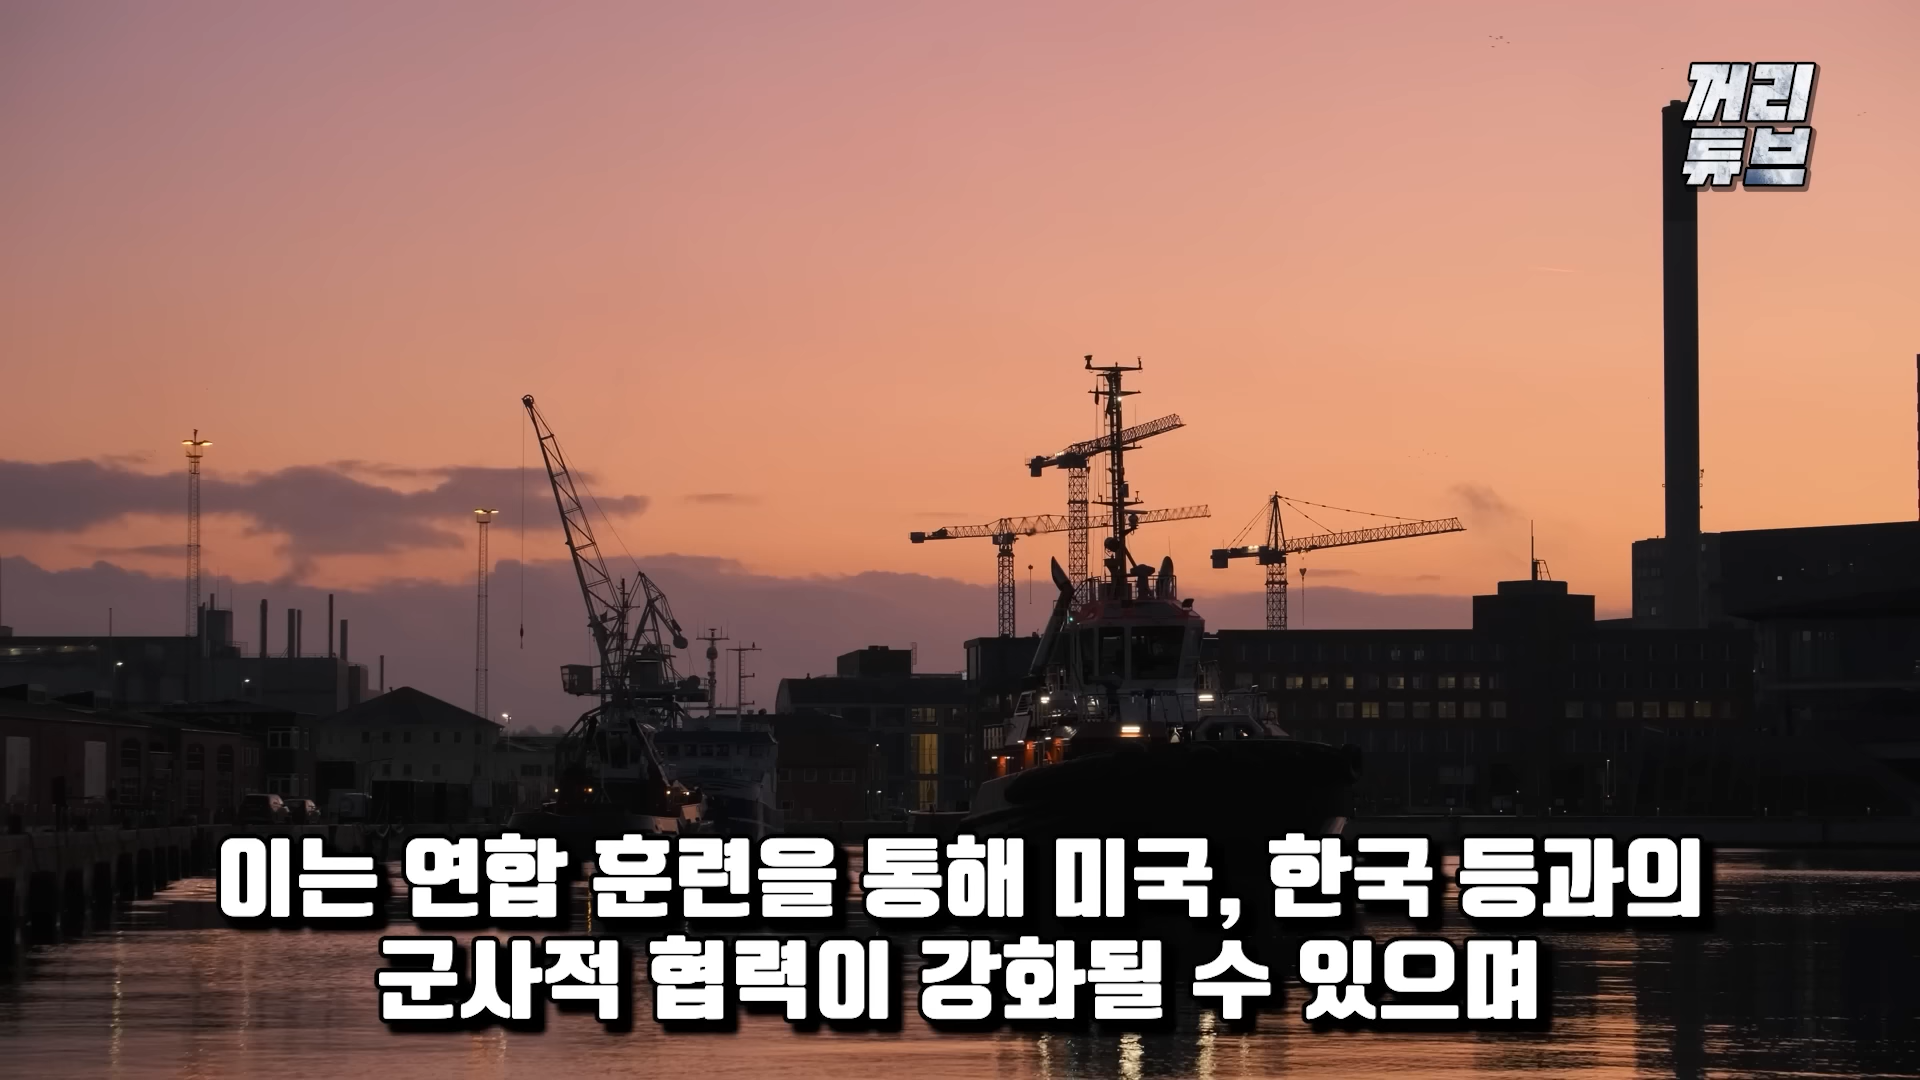 꺼리
튜브
이는 연합 훈련을 통해 미국, 한국 등과의
군사적 협력이 강화될 수 있으며